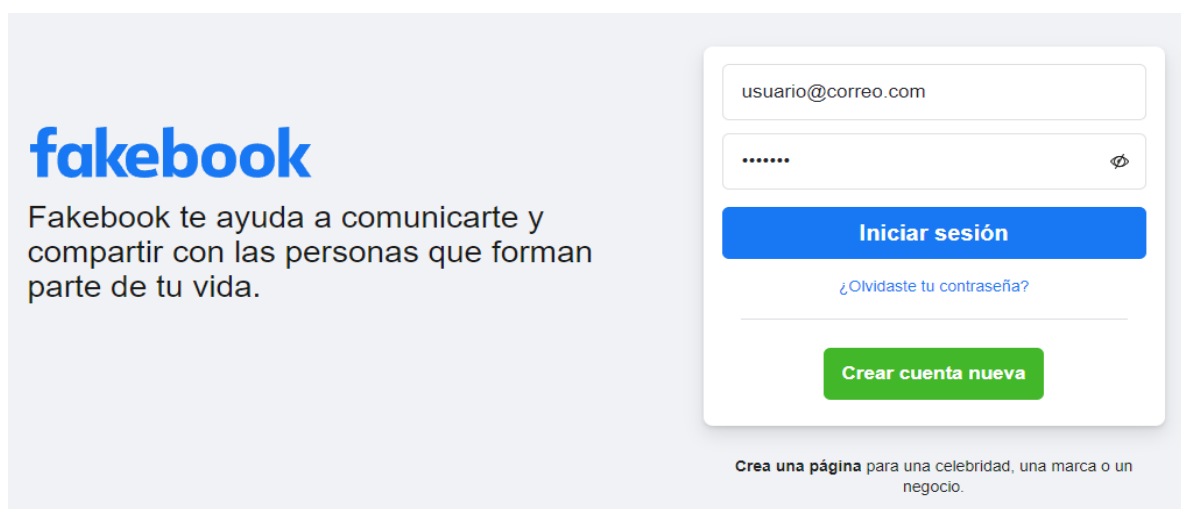 fakebook
Fakebook te ayuda a comunicarte y
compartir con las personas que forman
parte de tu vida.
usuario@correo.com
•••••••
Iniciar sesión
¿Olvidaste tu contraseña?
Crear cuenta nueva
Crea una página para una celebridad, una marca o un
negocio.